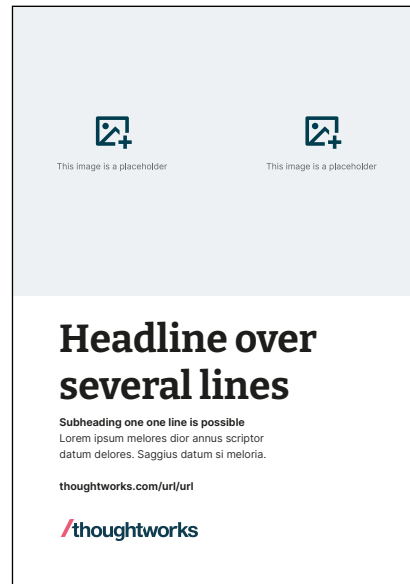 This image is a placeholder
This image is a placeholder
Headline over
several lines
Subheading one one line is possible
Lorem ipsum melores dior annus scriptor
datum delores. Saggius datum si meloria.
thoughtworks.com/url/url
/thoughtworks